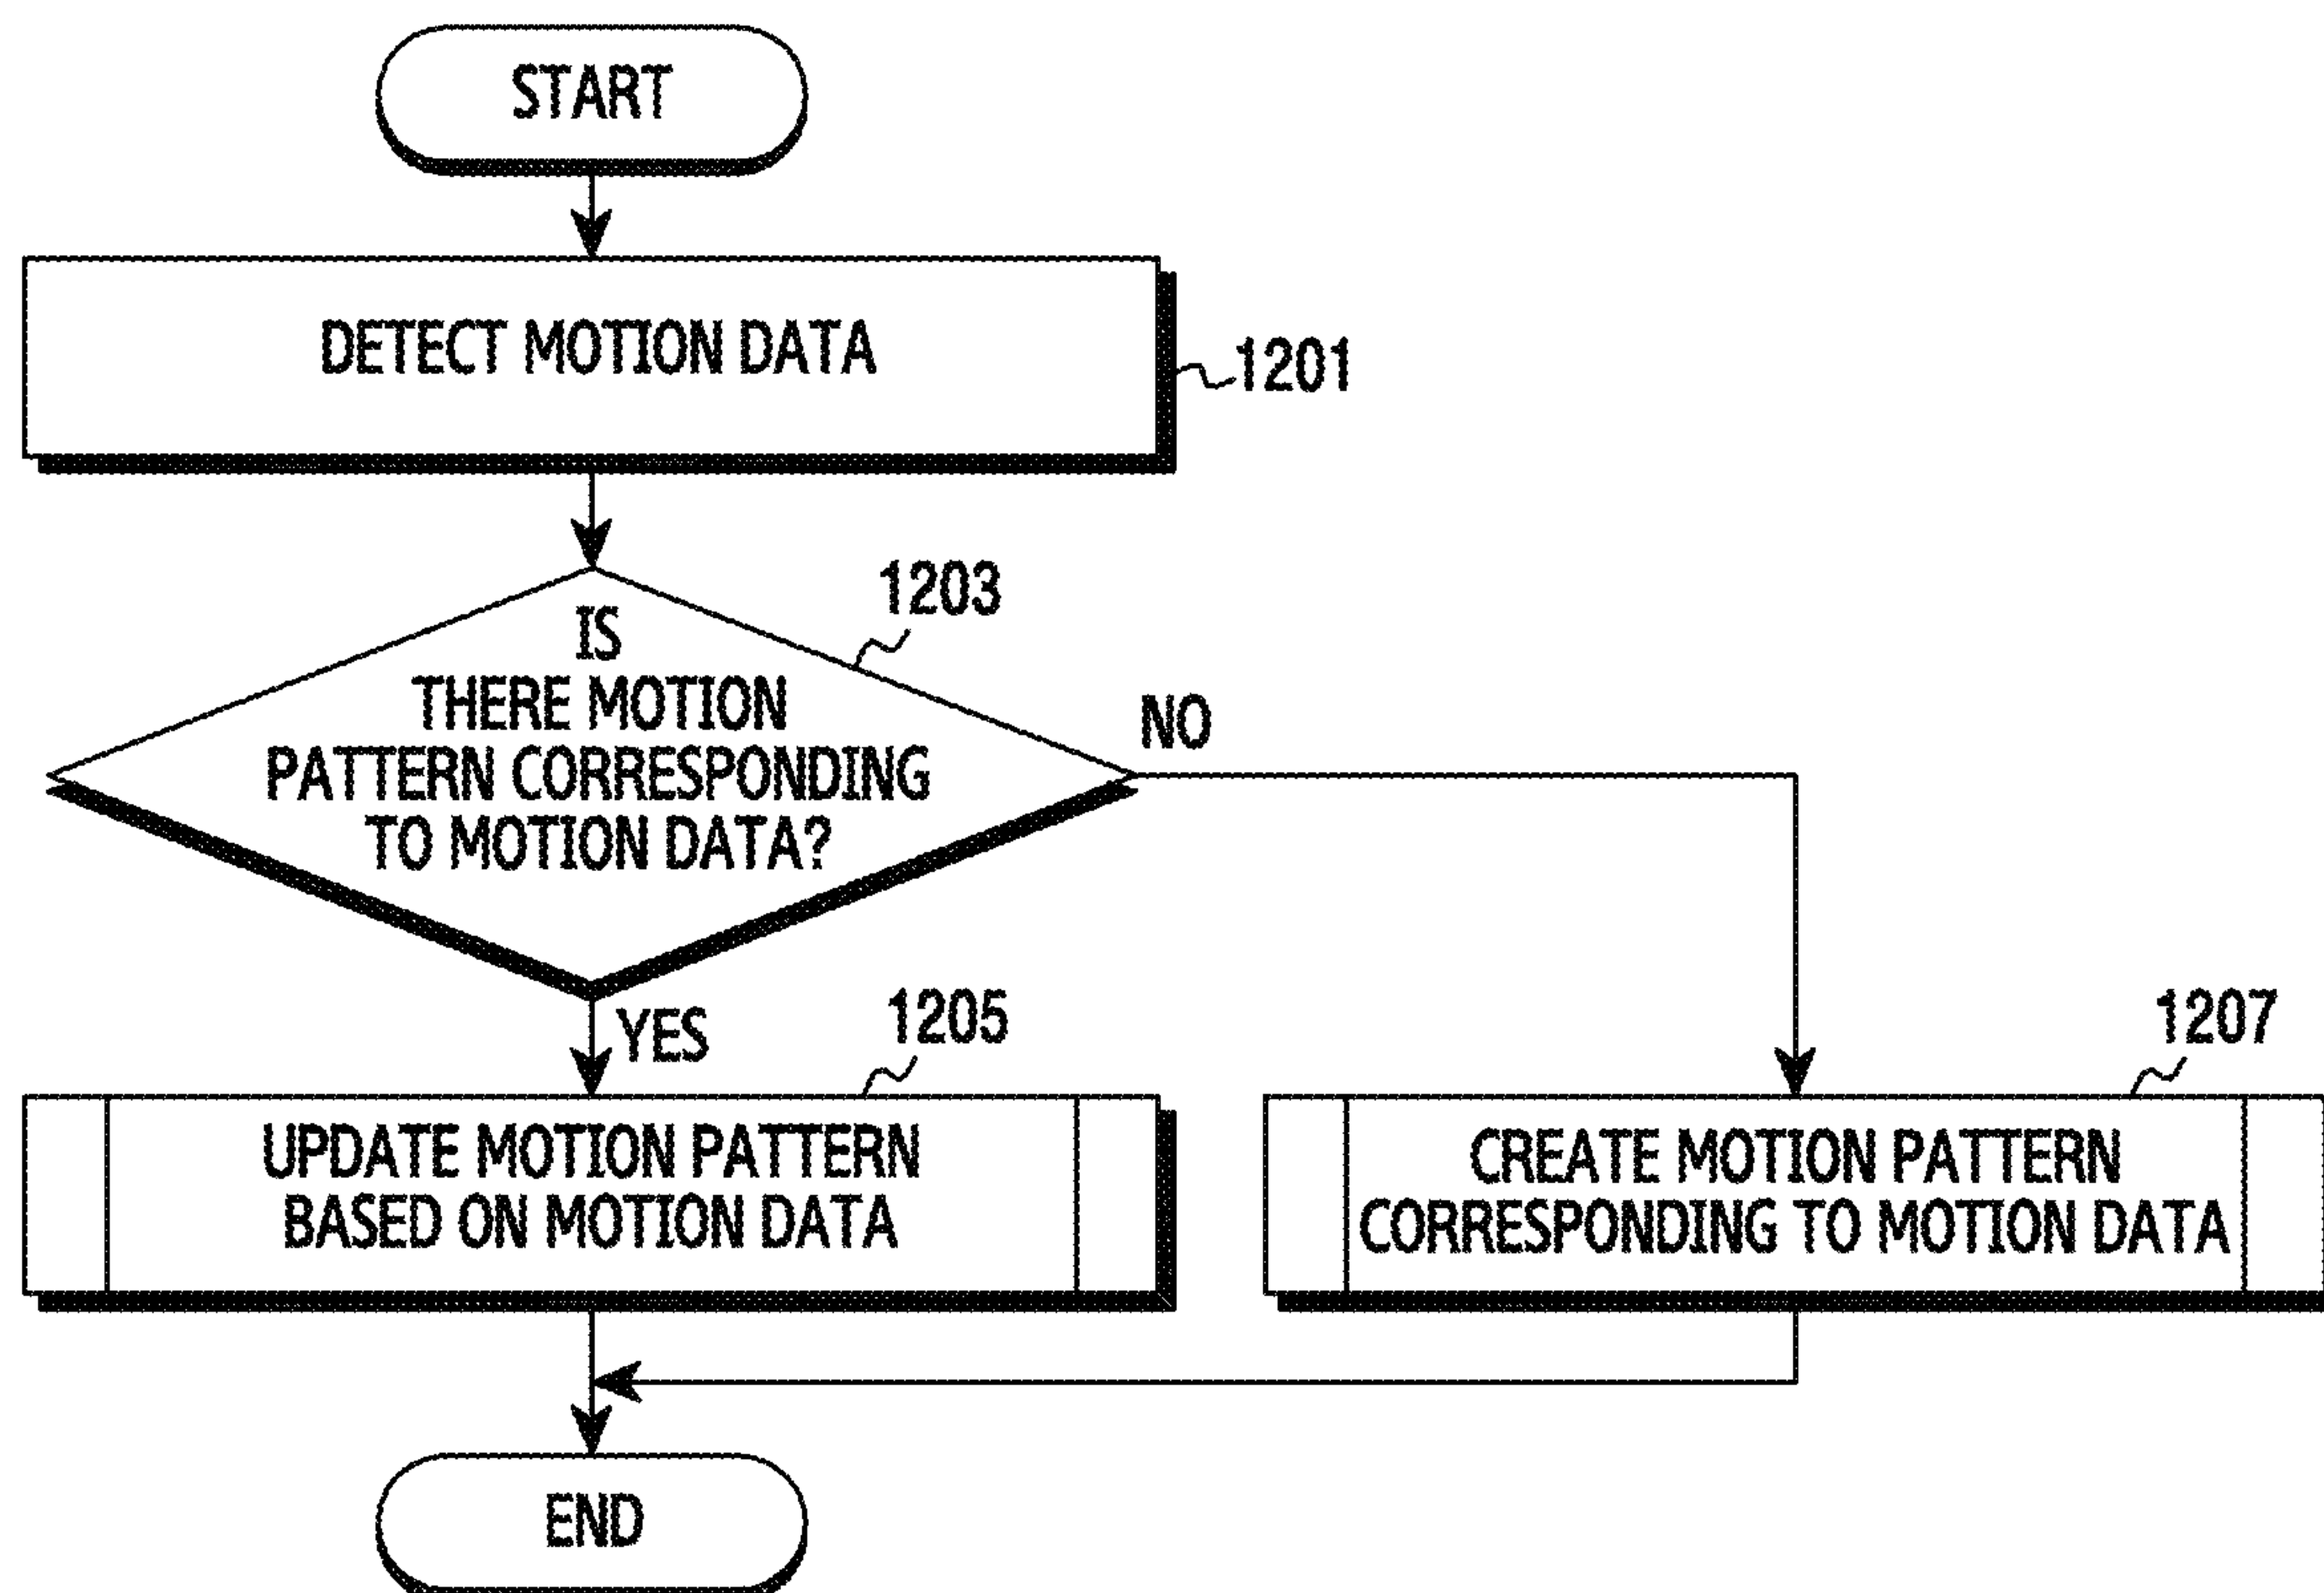 START
DETECT MOTION DATA
1201
1203
IS
THERE MOTION
PATTERN CORRESPONDING
TO MOTION DATA?
NO
YES
1205
UPDATE MOTION PATTERN
BASED ON MOTION DATA
1207
CREATE MOTION PATTERN
CORRESPONDING TO MOTION DATA
END